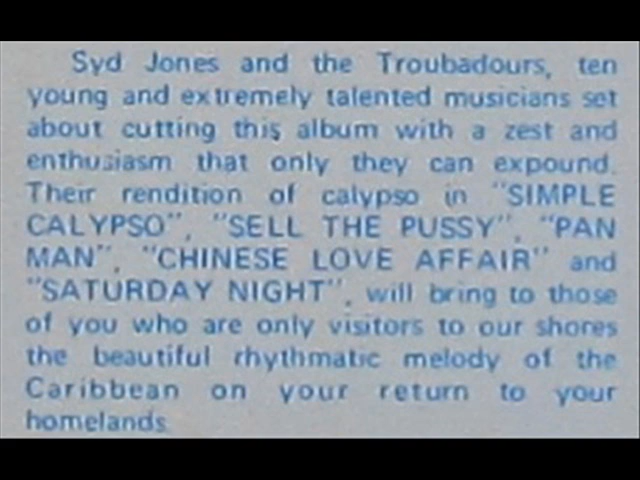 Syd Jones and the Troubadours, ten
young and extremely talented musicians set
about cutting this album with a zest and
enthusiasm that only they can expound.
Their rendition of calypso in "SIMPLE
CALYPSO", "SELL THE PUSSY", "PAN
MAN", "CHINESE LOVE AFFAIR" and
"SATURDAY NIGHT", will bring to those
of you who are only visitors to our shores
the beautiful rhythmatic melody of the
Caribbean on your return to your
homelands.